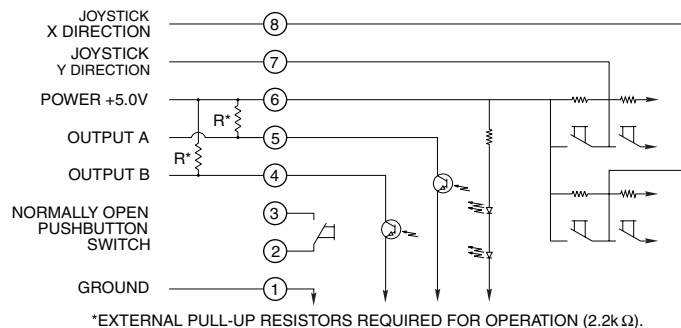 JOYSTICK
X DIRECTION
8
JOYSTICK
Y DIRECTION
7
POWER +5.0V
6
R*
OUTPUT A
5
R*
OUTPUT B
4
NORMALLY OPEN
PUSHBUTTON
SWITCH
3
2
GROUND
1
*EXTERNAL PULL-UP RESISTORS REQUIRED FOR OPERATION (2.2k Ω).